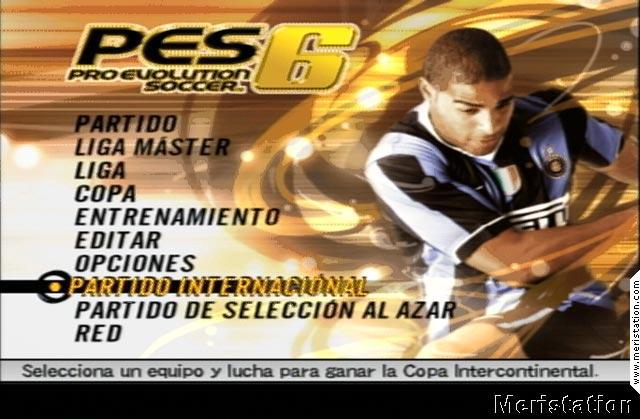 PES 6
PRO EVOLUTION
SOCCER™
PARTIDO
LIGA MÁSTER
LIGA
COPA
ENTRENAMIENTO
EDITAR
OPCIONES
PARTIDO INTERNACIONAL
PARTIDO DE SELECCIÓN AL AZAR
RED
Selecciona un equipo y lucha para ganar la Copa Intercontinental.
www.meristation.com
Meristation